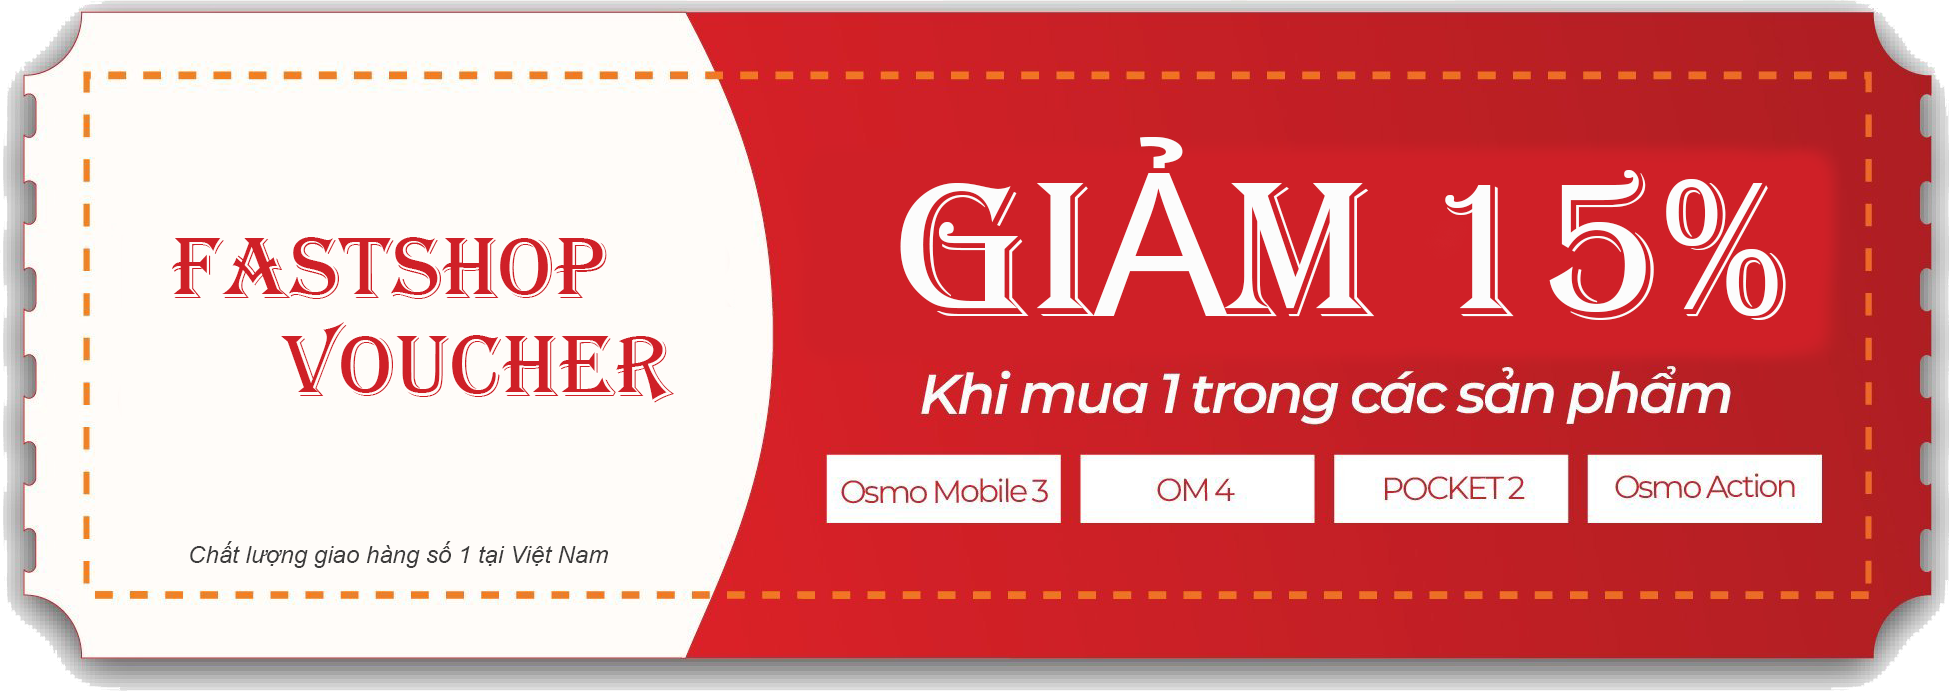 FASTSHOP
VOUCHER
Chất lượng giao hàng số 1 tại Việt Nam
GIẢM 15%
Khi mua 1 trong các sản phẩm
Osmo Mobile 3
OM 4
POCKET 2
Osmo Action